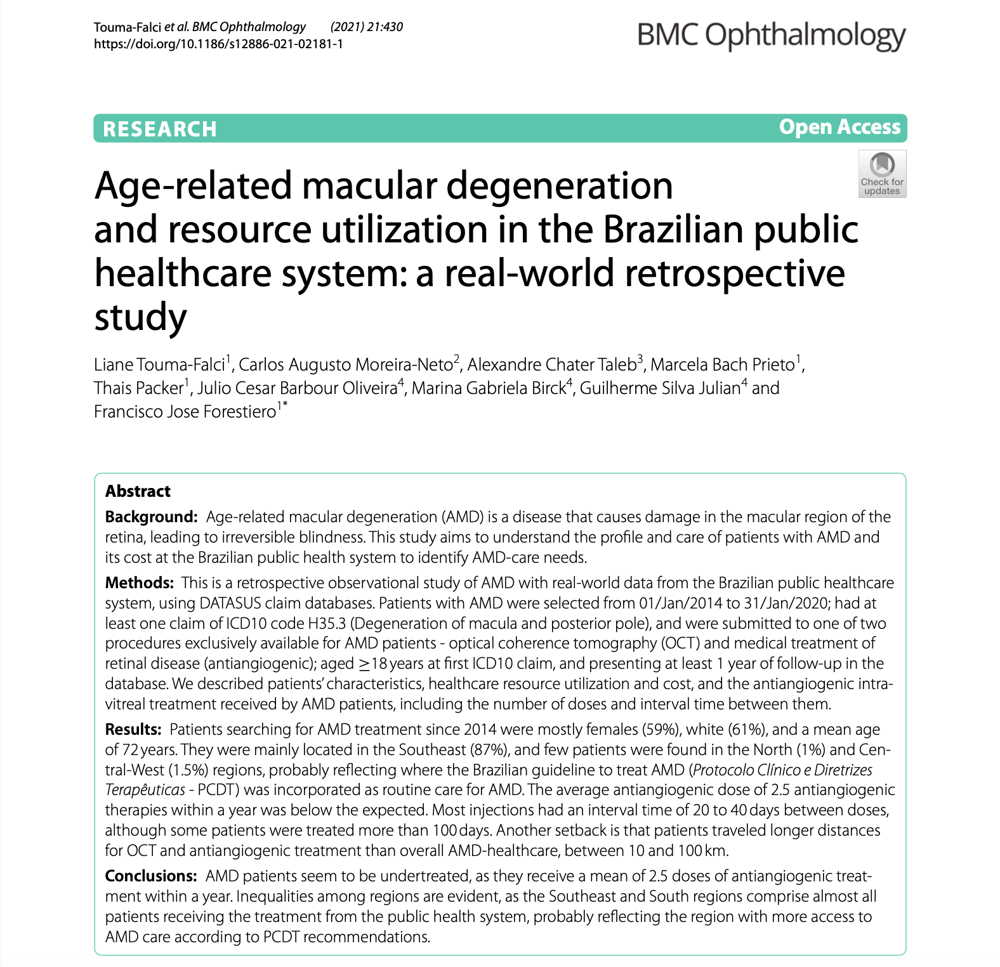 Touma-Falci et al. BMC Ophthalmology (2021) 21:430
https://doi.org/10.1186/s12886-021-02181-1
BMC Ophthalmology
RESEARCH
Open Access
Check for
updates
Age-related macular degeneration
and resource utilization in the Brazilian public
healthcare system: a real-world retrospective
study
Liane Touma-Falci1, Carlos Augusto Moreira-Neto2, Alexandre Chater Taleb3, Marcela Bach Prieto1,
Thais Packer1, Julio Cesar Barbour Oliveira4, Marina Gabriela Birck4, Guilherme Silva Julian4 and
Francisco Jose Forestiero1*
Abstract
Background: Age-related macular degeneration (AMD) is a disease that causes damage in the macular region of the
retina, leading to irreversible blindness. This study aims to understand the profile and care of patients with AMD and
its cost at the Brazilian public health system to identify AMD-care needs.
Methods: This is a retrospective observational study of AMD with real-world data from the Brazilian public healthcare
system, using DATASUS claim databases. Patients with AMD were selected from 01/Jan/2014 to 31/Jan/2020; had at
least one claim of ICD10 code H35.3 (Degeneration of macula and posterior pole), and were submitted to one of two
procedures exclusively available for AMD patients - optical coherence tomography (OCT) and medical treatment of
retinal disease (antiangiogenic); aged ≥18 years at first ICD10 claim, and presenting at least 1 year of follow-up in the
database. We described patients’ characteristics, healthcare resource utilization and cost, and the antiangiogenic intra-
vitreal treatment received by AMD patients, including the number of doses and interval time between them.
Results: Patients searching for AMD treatment since 2014 were mostly females (59%), white (61%), and a mean age
of 72 years. They were mainly located in the Southeast (87%), and few patients were found in the North (1%) and Cen-
tral-West (1.5%) regions, probably reflecting where the Brazilian guideline to treat AMD (Protocolo Clínico e Diretrizes
Terapêuticas - PCDT) was incorporated as routine care for AMD. The average antiangiogenic dose of 2.5 antiangiogenic
therapies within a year was below the expected. Most injections had an interval time of 20 to 40 days between doses,
although some patients were treated more than 100 days. Another setback is that patients traveled longer distances
for OCT and antiangiogenic treatment than overall AMD-healthcare, between 10 and 100 km.
Conclusions: AMD patients seem to be undertreated, as they receive a mean of 2.5 doses of antiangiogenic treat-
ment within a year. Inequalities among regions are evident, as the Southeast and South regions comprise almost all
patients receiving the treatment from the public health system, probably reflecting the region with more access to
AMD care according to PCDT recommendations.